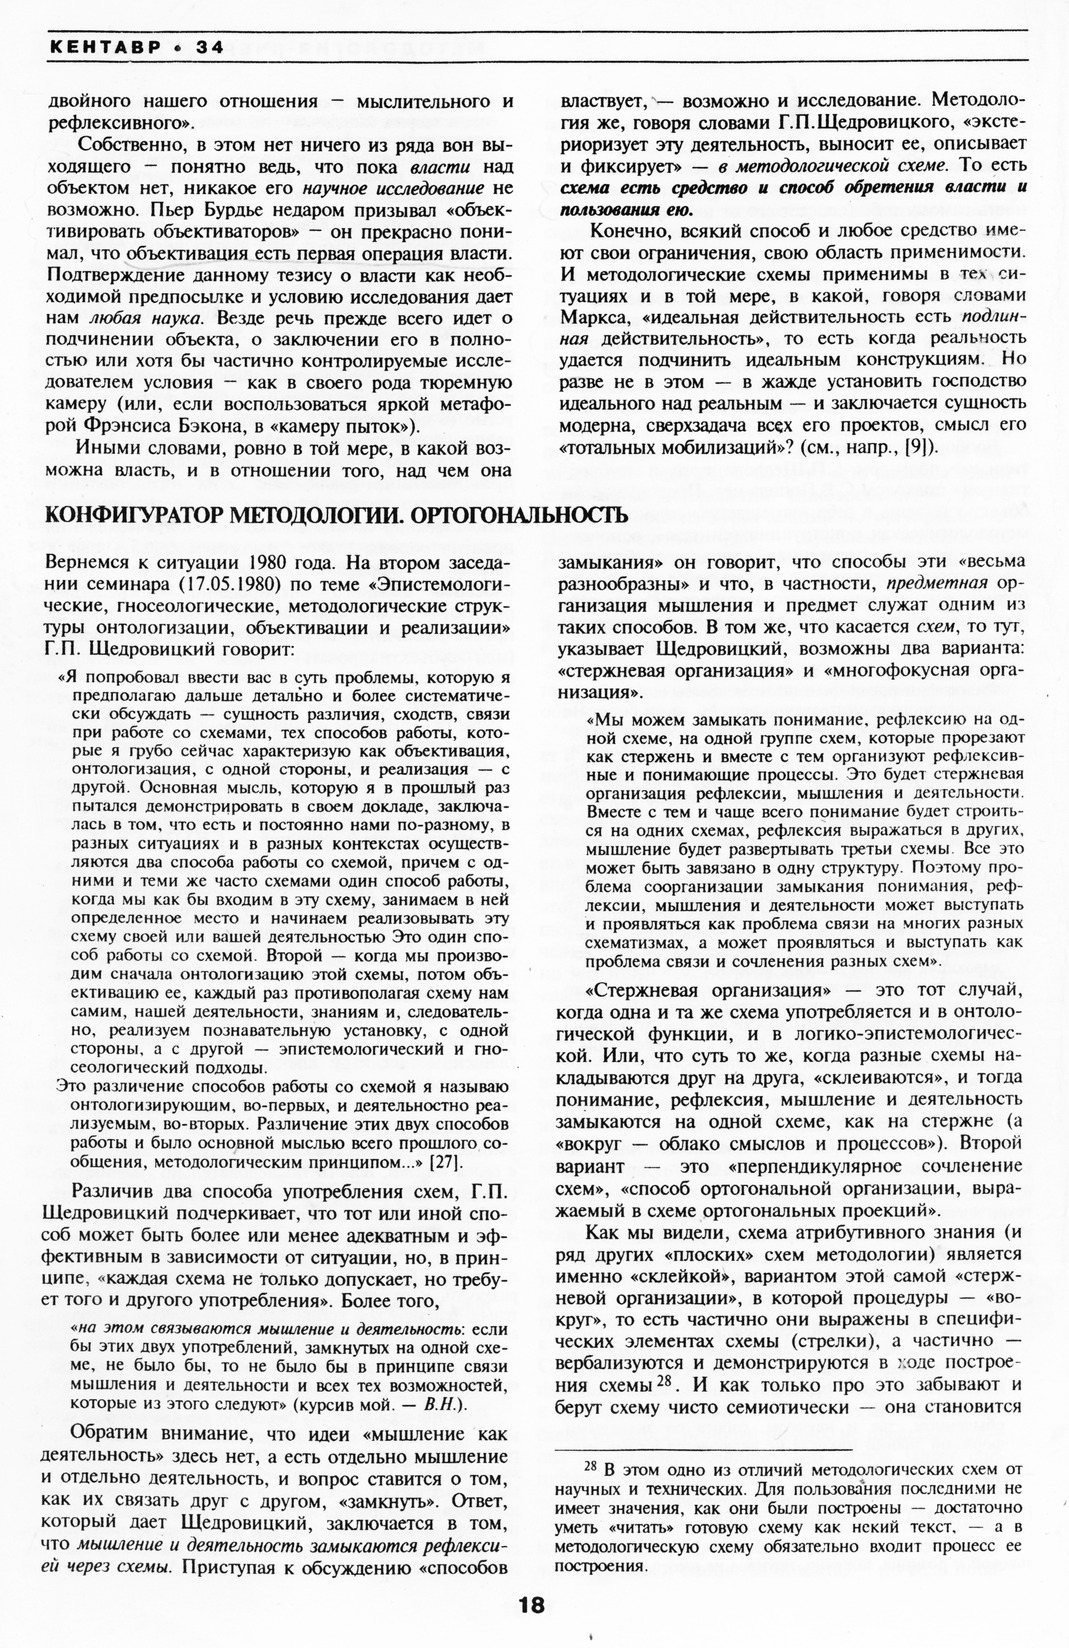 КЕНТАВР • 34
двойного нашего отношения — мыслительного и
рефлексивного».
Собственно, в этом нет ничего из ряда вон вы-
ходящего — понятно ведь, что пока власти над
объектом нет, никакое его научное исследование не
возможно. Пьер Бурдье недаром призывал «объек-
тивировать объективаторов» — он прекрасно пони-
мал, что объективация есть первая операция власти.
Подтверждение данному тезису о власти как необ-
ходимой предпосылке и условию исследования дает
нам любая наука. Везде речь прежде всего идет о
подчинении объекта, о заключении его в полно-
стью или хотя бы частично контролируемые иссле-
дователем условия — как в своего рода тюремную
камеру (или, если воспользоваться яркой метафо-
рой Фрэнсиса Бэкона, в «камеру пыток»).
Иными словами, ровно в той мере, в какой воз-
можна власть, и в отношении того, над чем она
властвует, — возможно и исследование. Методоло-
гия же, говоря словами Г.П.Щедровицкого, «эксте-
риоризует эту деятельность, выносит ее, описывает
и фиксирует» — в методологической схеме. То есть
схема есть средство и способ обретения власти и
пользования ею.
Конечно, всякий способ и любое средство име-
ют свои ограничения, свою область применимости.
И методологические схемы применимы в тех си-
туациях и в той мере, в какой, говоря словами
Маркса, «идеальная действительность есть подлин-
ная действительность», то есть когда реальность
удается подчинить идеальным конструкциям. Но
разве не в этом — в жажде установить господство
идеального над реальным — и заключается сущность
модерна, сверхзадача всех его проектов, смысл его
«тотальных мобилизаций»? (см., напр., [9]).
КОНФИГУРАТОР МЕТОДОЛОГИИ. ОРТОГОНАЛЬНОСТЬ
Вернемся к ситуации 1980 года. На втором заседа-
нии семинара (17.05.1980) по теме «Эпистемологи-
ческие, гносеологические, методологические струк-
туры онтологизации, объективации и реализации»
Г.П. Щедровицкий говорит:
«Я попробовал ввести вас в суть проблемы, которую я
предполагаю дальше детально и более систематиче-
ски обсуждать — сущность различия, сходств, связи
при работе со схемами, тех способов работы, кото-
рые я грубо сейчас характеризую как объективация,
онтологизация, с одной стороны, и реализация — с
другой. Основная мысль, которую я в прошлый раз
пытался демонстрировать в своем докладе, заключа-
лась в том, что есть и постоянно нами по-разному, в
разных ситуациях и в разных контекстах осуществ-
ляются два способа работы со схемой, причем с од-
ними и теми же часто схемами один способ работы,
когда мы как бы входим в эту схему, занимаем в ней
определенное место и начинаем реализовывать эту
схему своей или вашей деятельностью Это один спо-
соб работы со схемой. Второй — когда мы произво-
дим сначала онтологизацию этой схемы, потом объ-
ективацию ее, каждый раз противополагая схему нам
самим, нашей деятельности, знаниям и, следователь-
но, реализуем познавательную установку, с одной
стороны, а с другой — эпистемологический и гно-
сеологический подходы.
Это различение способов работы со схемой я называю
онтологизирующим, во-первых, и деятельностно реа-
лизуемым, во-вторых. Различение этих двух способов
работы и было основной мыслью всего прошлого со-
общения, методологическим принципом...» [27].
Различив два способа употребления схем, Г.П.
Щедровицкий подчеркивает, что тот или иной спо-
соб может быть более или менее адекватным и эф-
фективным в зависимости от ситуации, но, в прин-
ципе, «каждая схема не только допускает, но требу-
ет того и другого употребления». Более того,
«на этом связываются мышление и деятельность: если
бы этих двух употреблений, замкнутых на одной схе-
ме, не было бы, то не было бы в принципе связи
мышления и деятельности и всех тех возможностей,
которые из этого следуют» (курсив мой. — В.Н.).
Обратим внимание, что идеи «мышление как
деятельность» здесь нет, а есть отдельно мышление
и отдельно деятельность, и вопрос ставится о том,
как их связать друг с другом, «замкнуть». Ответ,
который дает Щедровицкий, заключается в том,
что мышление и деятельность замыкаются рефлекси-
ей через схемы. Приступая к обсуждению «способов
замыкания» он говорит, что способы эти «весьма
разнообразны» и что, в частности, предметная ор-
ганизация мышления и предмет служат одним из
таких способов. В том же, что касается схем, то тут,
указывает Щедровицкий, возможны два варианта:
«стержневая организация» и «многофокусная орга-
низация».
«Мы можем замыкать понимание, рефлексию на од-
ной схеме, на одной группе схем, которые прорезают
как стержень и вместе с тем организуют рефлексив-
ные и понимающие процессы. Это будет стержневая
организация рефлексии, мышления и деятельности.
Вместе с тем и чаще всего понимание будет строить-
ся на одних схемах, рефлексия выражаться в других,
мышление будет развертывать третьи схемы. Все это
может быть завязано в одну структуру. Поэтому про-
блема соорганизации замыкания понимания, реф-
лексии, мышления и деятельности может выступать
и проявляться как проблема связи на многих разных
схематизмах, а может проявляться и выступать как
проблема связи и сочленения разных схем».
«Стержневая организация» — это тот случай,
когда одна и та же схема употребляется и в онтоло-
гической функции, и в логико-эпистемологичес-
кой. Или, что суть то же, когда разные схемы на-
кладываются друг на друга, «склеиваются», и тогда
понимание, рефлексия, мышление и деятельность
замыкаются на одной схеме, как на стержне (а
«вокруг — облако смыслов и процессов»). Второй
вариант — это «перпендикулярное сочленение
схем», «способ ортогональной организации, выра-
жаемый в схеме ортогональных проекций».
Как мы видели, схема атрибутивного знания (и
ряд других «плоских» схем методологии) является
именно «склейкой», вариантом этой самой «стерж-
невой организации», в которой процедуры — «во-
круг», то есть частично они выражены в специфи-
ческих элементах схемы (стрелки), а частично —
вербализуются и демонстрируются в ходе построе-
ния схемы 28. И как только про это забывают и
берут схему чисто семиотически — она становится
28 В этом одно из отличий методологических схем от
научных и технических. Для пользования последними не
имеет значения, как они были построены — достаточно
уметь «читать» готовую схему как некий текст, — а в
методологическую схему обязательно входит процесс ее
построения.
18